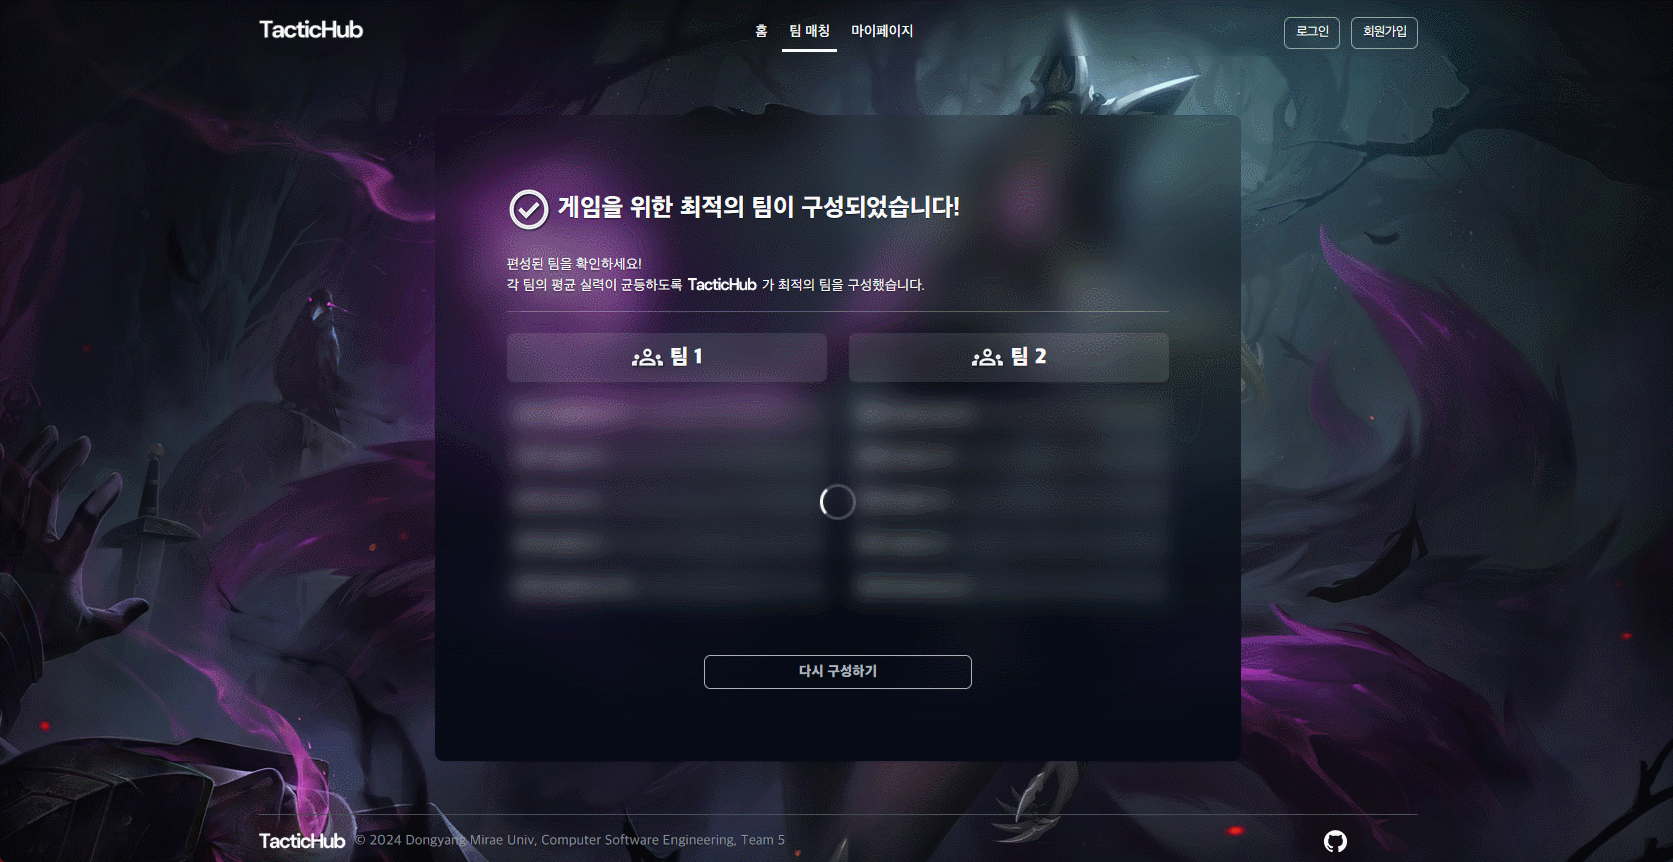 TacticHub
홈 팀 매칭 마이페이지
로그인 회원가입
게임을 위한 최적의 팀이 구성되었습니다!
편성된 팀을 확인하세요!
각 팀의 평균 실력이 균등하도록 TacticHub 가 최적의 팀을 구성했습니다.
팀 1
팀 2
다시 구성하기
TacticHub © 2024 Dongyang Mirae Univ, Computer Software Engineering, Team 5